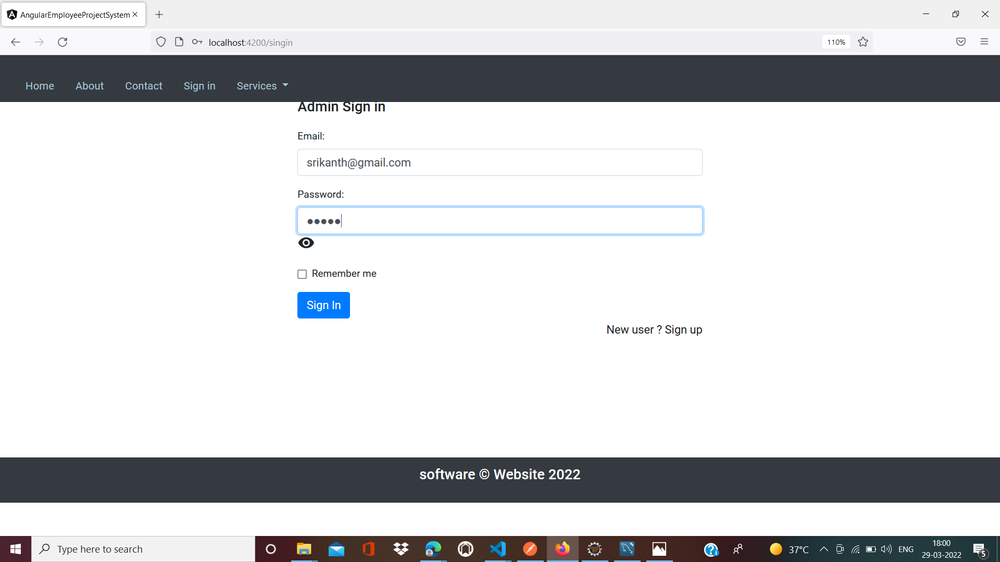 AngularEmployeeProjectSystem
localhost:4200/singin
110%
Home About Contact Sign in Services
Admin Sign in
Email:
srikanth@gmail.com
Password:
Remember me
Sign In
New user ? Sign up
software © Website 2022
Type here to search
37°C
ENG
18:00
29-03-2022
5